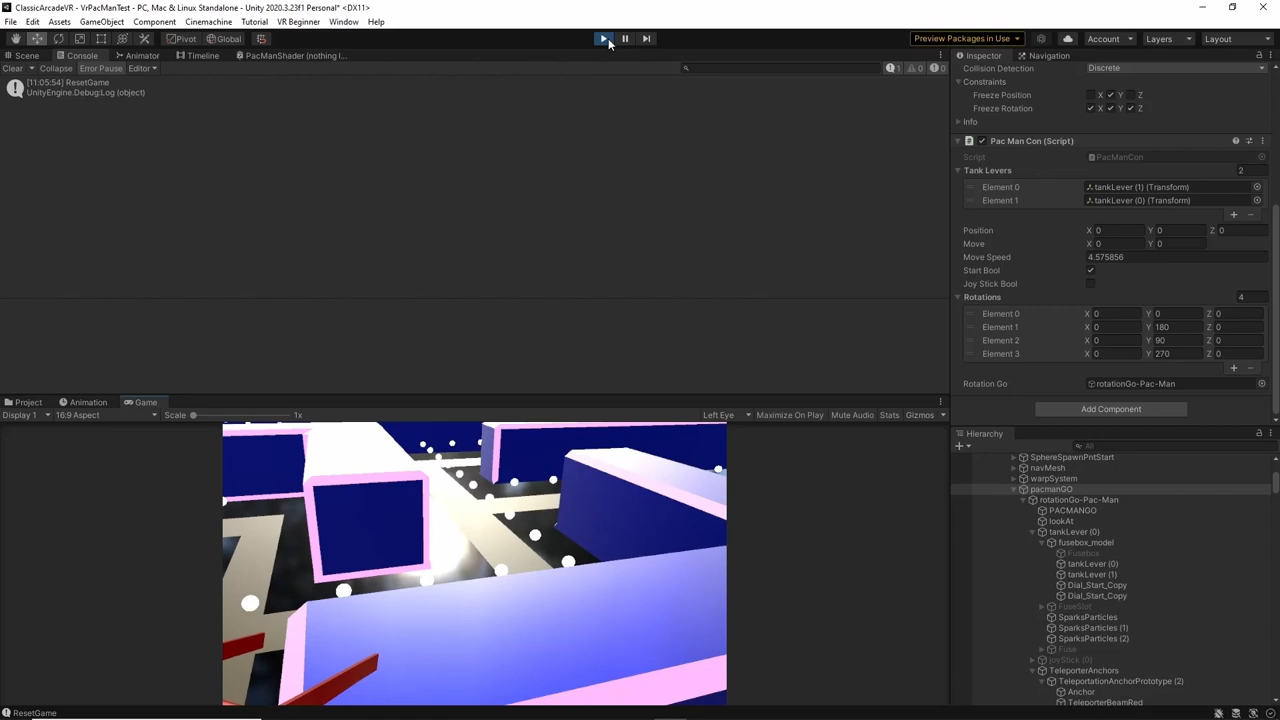 ClassicArcadeVR - VrPacManTest - PC, Mac & Linux Standalone - Unity 2020.3.23f1 Personal* <DX11>
File Edit Assets GameObject Component Cinemachine Tutorial VR Beginner Window Help
Pivot Global Preview Packages in Use Account Layers Layout
Scene Console Animator Timeline PacManShader (nothing l... Inspector Navigation
Clear Collapse Error Pause Editor 1 0 0
Collision Detection Discrete
[11:05:54] ResetGame
UnityEngine.Debug:Log (object)
Constraints
Freeze Position X Y Z
Freeze Rotation X Y Z
Info
# Pac Man Con (Script)
Script PacManCon
Tank Levers 2
Element 0 tankLever (1) (Transform)
Element 1 tankLever (0) (Transform)
Position X 0 Y 0 Z 0
Move X 0 Y 0
Move Speed 4.575856
Start Bool
Joy Stick Bool
Rotations 4
Element 0 X 0 Y 0 Z 0
Element 1 X 0 Y 180 Z 0
Element 2 X 0 Y 90 Z 0
Element 3 X 0 Y 270 Z 0
Rotation Go rotationGo-Pac-Man
Add Component
Project Animation Game
Display 1 16:9 Aspect Scale 1x Left Eye Maximize On Play Mute Audio Stats Gizmos
Hierarchy
All
SphereSpawnPntStart
navMesh
warpSystem
pacmanGO
rotationGo-Pac-Man
PACMANGO
lookAt
tankLever (0)
fusebox_model
Fusebox
tankLever (0)
tankLever (1)
Dial_Start_Copy
Dial_Start_Copy
FuseSlot
SparksParticles
SparksParticles (1)
SparksParticles (2)
Fuse
joyStick (0)
TeleporterAnchors
TeleportationAnchorPrototype (2)
Anchor
TeleporterBeamRed
ResetGame